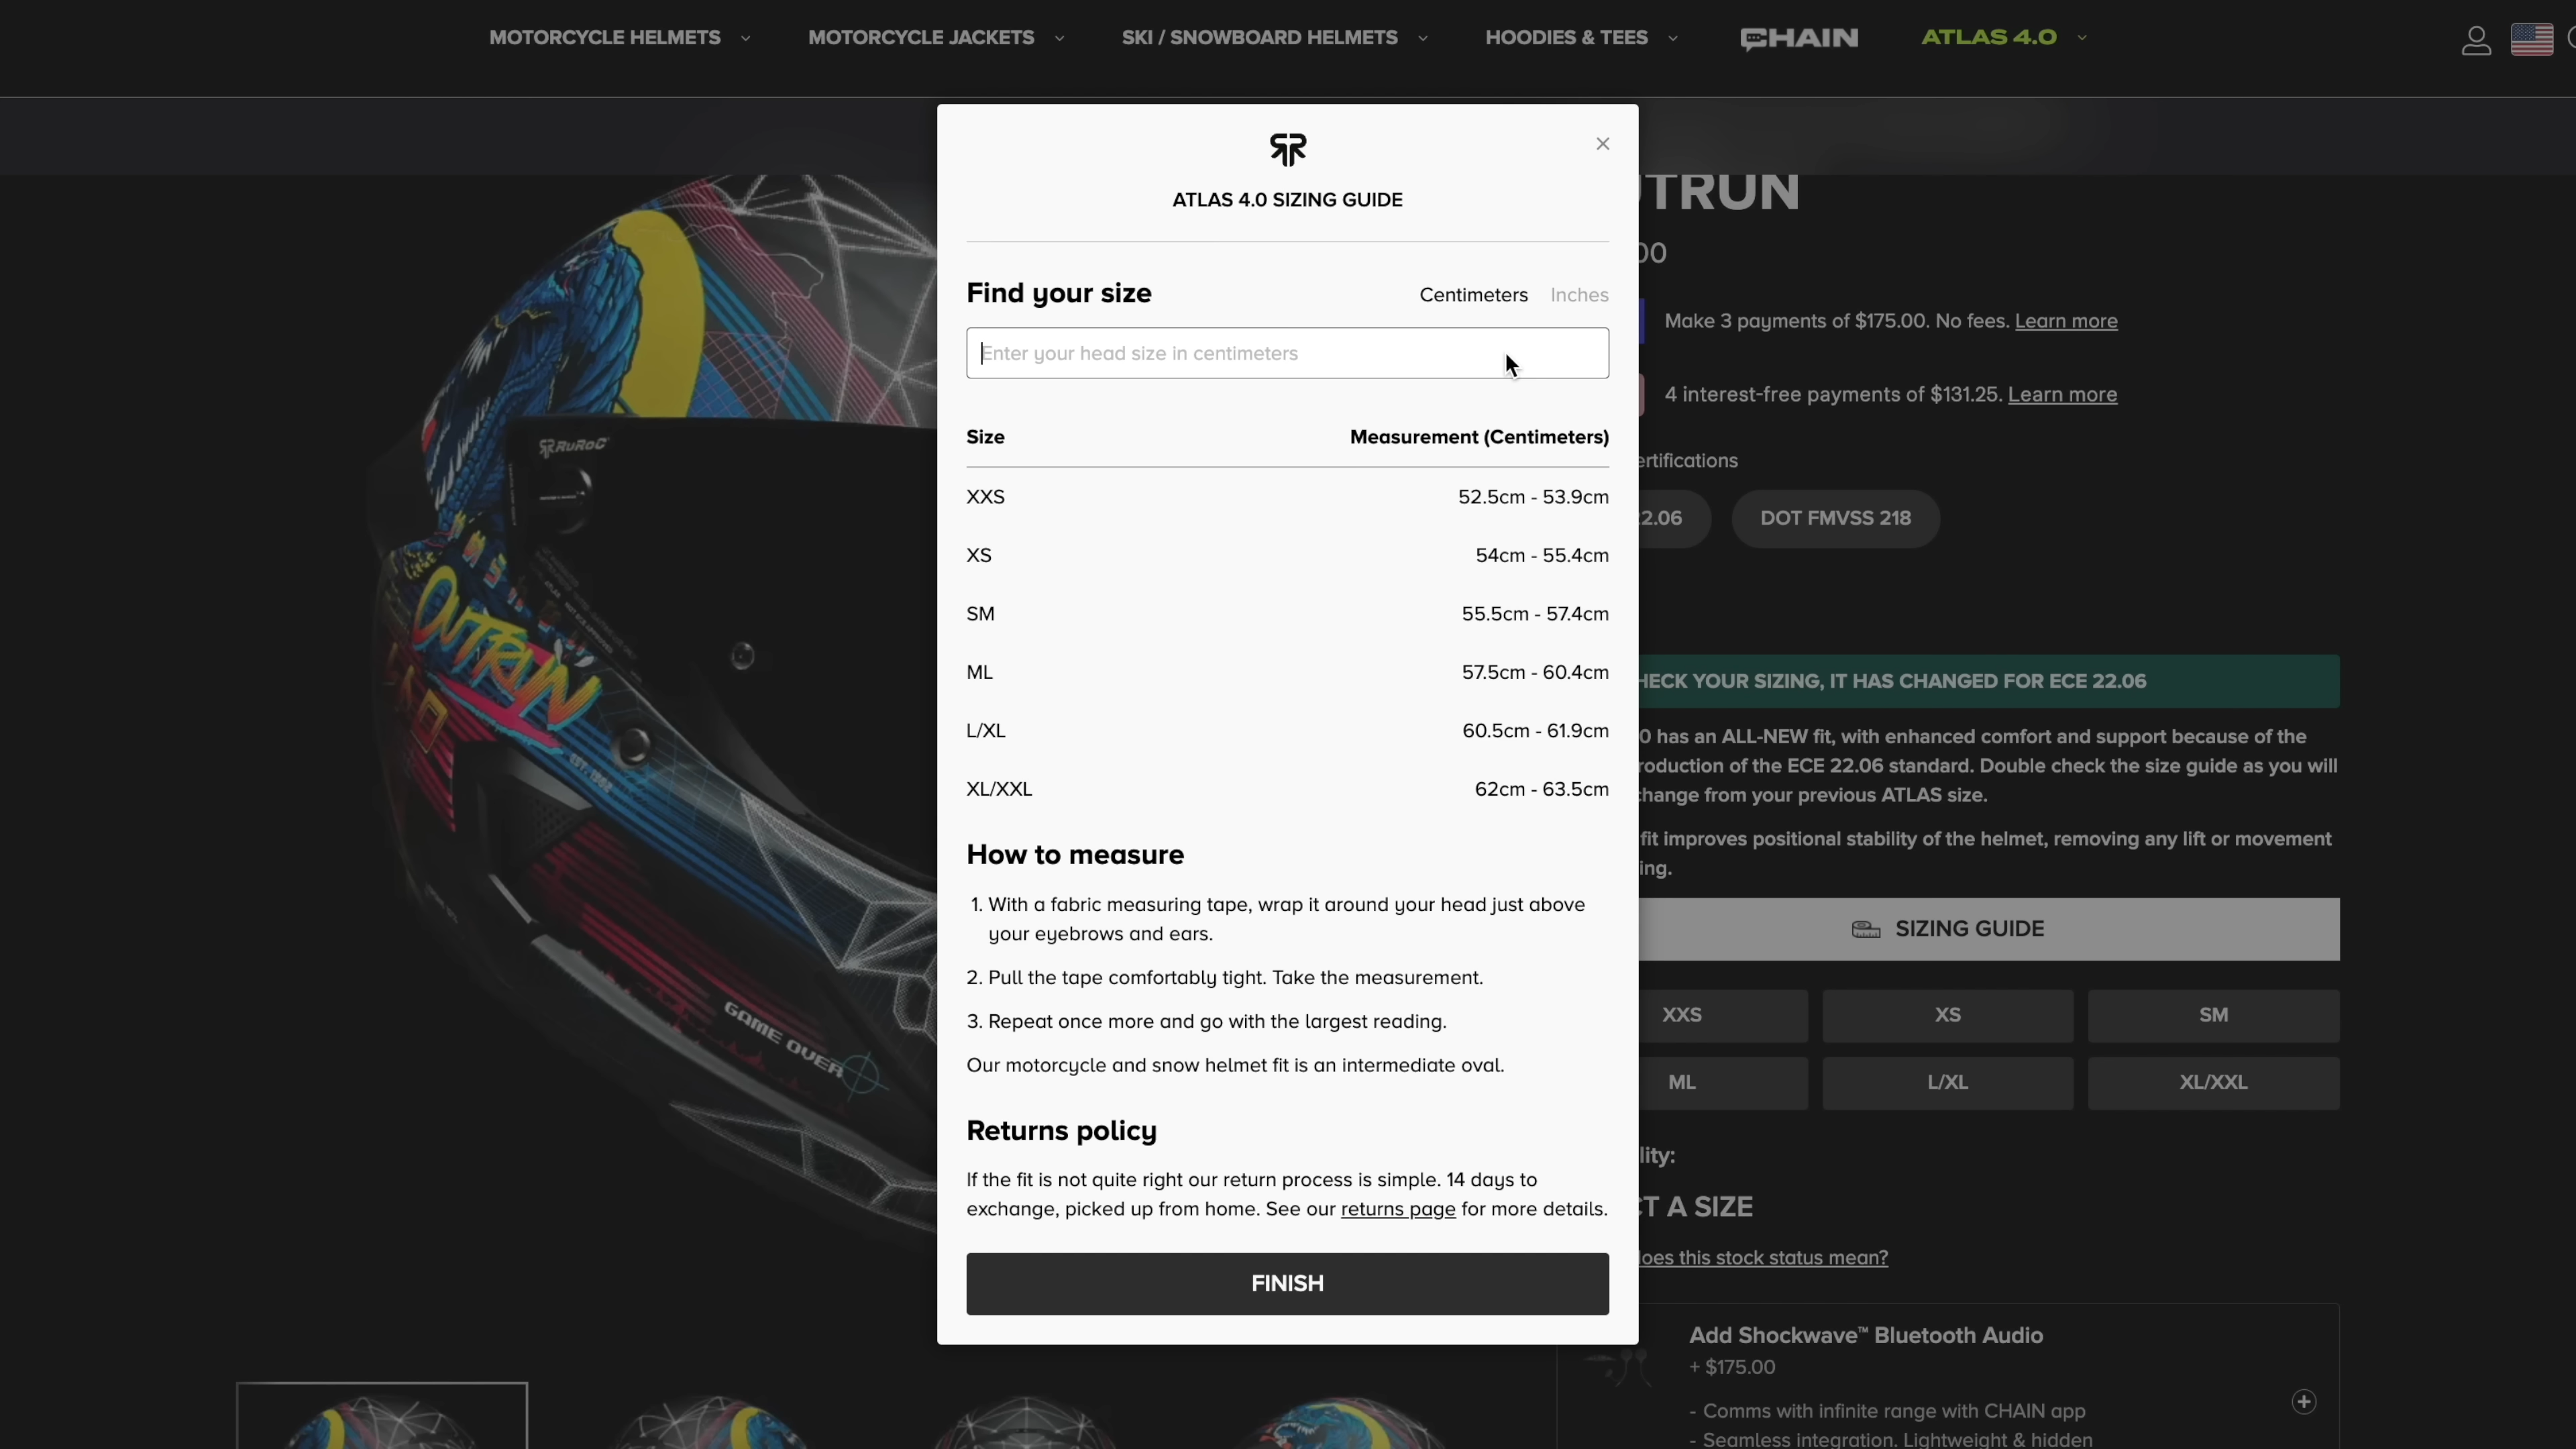 MOTORCYCLE HELMETS
MOTORCYCLE JACKETS
SKI / SNOWBOARD HELMETS
HOODIES & TEES
CHAIN
ATLAS 4.0
ATLAS 4.0 SIZING GUIDE
Find your size
Centimeters
Inches
Enter your head size in centimeters
Size
Measurement (Centimeters)
XXS
52.5cm - 53.9cm
XS
54cm - 55.4cm
SM
55.5cm - 57.4cm
ML
57.5cm - 60.4cm
L/XL
60.5cm - 61.9cm
XL/XXL
62cm - 63.5cm
How to measure
1. With a fabric measuring tape, wrap it around your head just above
your eyebrows and ears.
2. Pull the tape comfortably tight. Take the measurement.
3. Repeat once more and go with the largest reading.
Our motorcycle and snow helmet fit is an intermediate oval.
Returns policy
If the fit is not quite right our return process is simple. 14 days to
exchange, picked up from home. See our returns page for more details.
FINISH
TRUN
00
Make 3 payments of $175.00. No fees. Learn more
4 interest-free payments of $131.25. Learn more
ertifications
2.06
DOT FMVSS 218
HECK YOUR SIZING, IT HAS CHANGED FOR ECE 22.06
0 has an ALL-NEW fit, with enhanced comfort and support because of the
roduction of the ECE 22.06 standard. Double check the size guide as you will
hange from your previous ATLAS size.
fit improves positional stability of the helmet, removing any lift or movement
ing.
SIZING GUIDE
XXS
XS
SM
ML
L/XL
XL/XXL
lity:
T A SIZE
oes this stock status mean?
Add Shockwave™ Bluetooth Audio
+ $175.00
- Comms with infinite range with CHAIN app
- Seamless integration. Lightweight & hidden
RUROC
OUTRUN
EST. 1982
GAME OVER